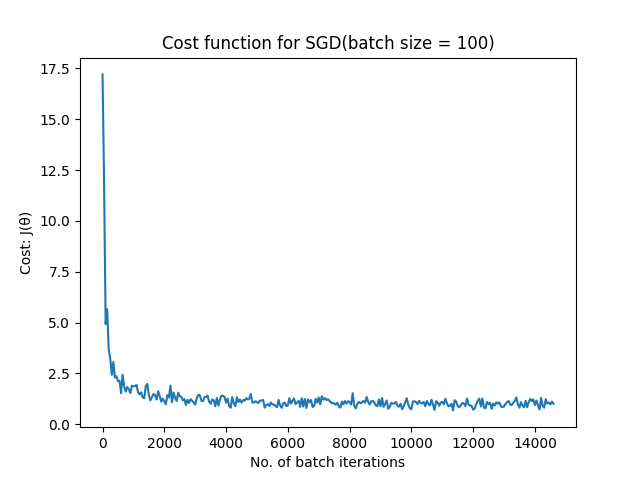 Cost function for SGD(batch size = 100)
17.5
15.0
12.5
10.0
7.5
5.0
2.5
0.0
Cost: J(θ)
0 2000 4000 6000 8000 10000 12000 14000
No. of batch iterations